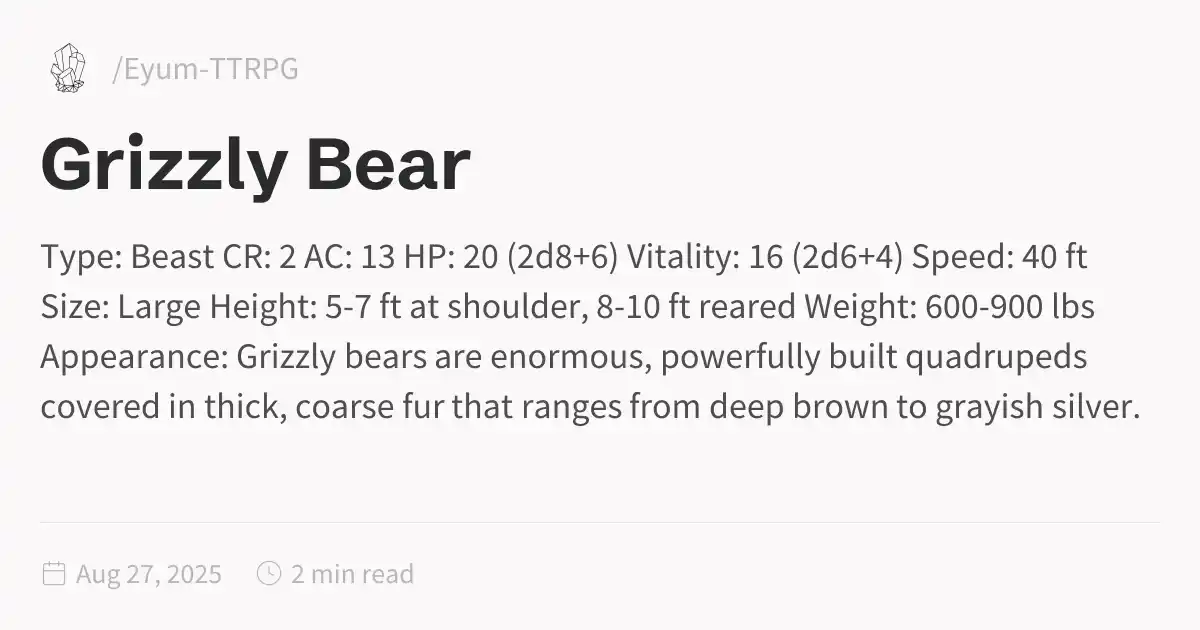 /Eyum-TTRPG
Grizzly Bear
Type: Beast CR: 2 AC: 13 HP: 20 (2d8+6) Vitality: 16 (2d6+4) Speed: 40 ft
Size: Large Height: 5-7 ft at shoulder, 8-10 ft reared Weight: 600-900 lbs
Appearance: Grizzly bears are enormous, powerfully built quadrupeds
covered in thick, coarse fur that ranges from deep brown to grayish silver.
Aug 27, 2025 2 min read